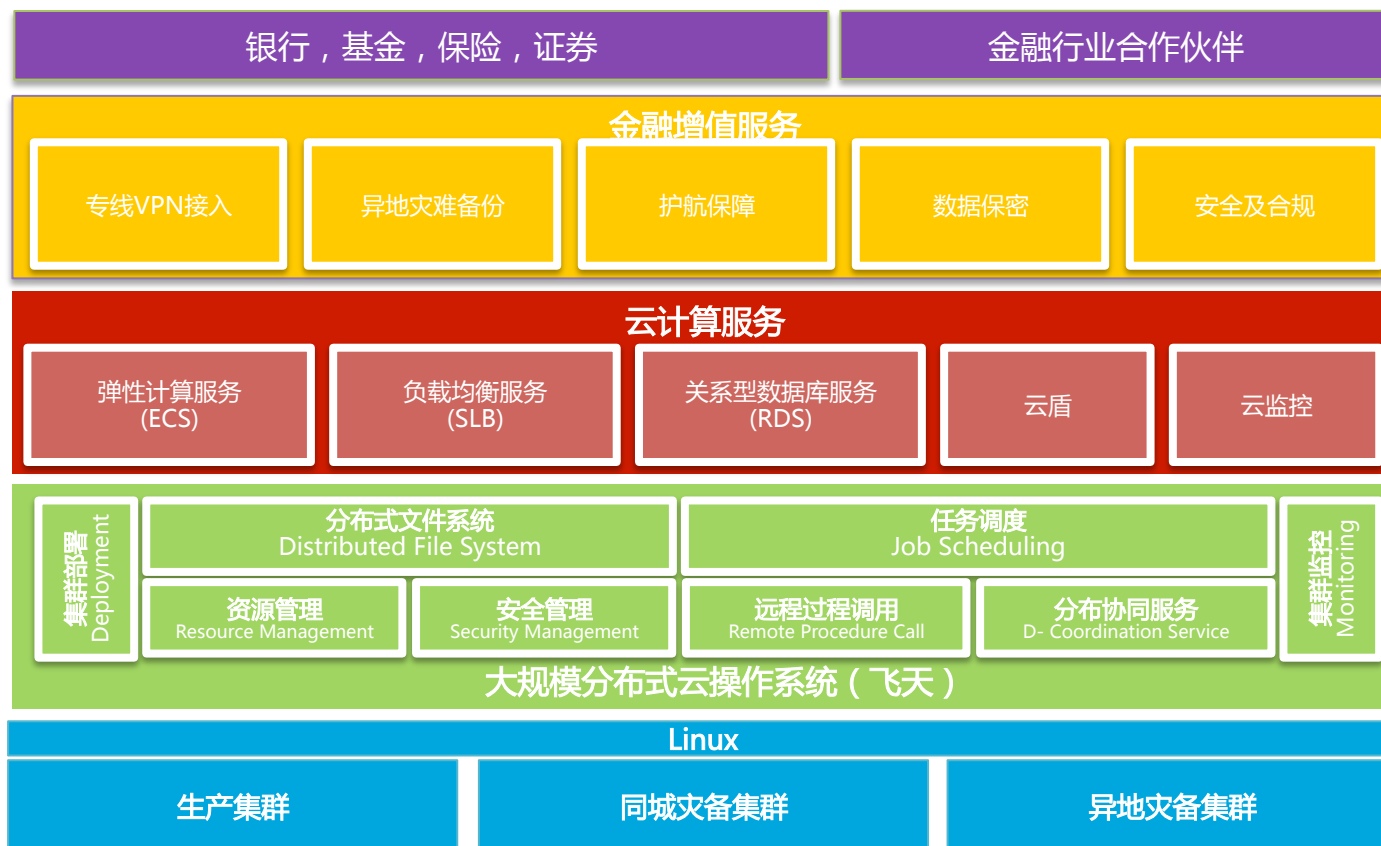 银行，基金，保险，证券
金融行业合作伙伴
金融增值服务
专线VPN接入
异地灾难备份
护航保障
数据保密
安全及合规
云计算服务
弹性计算服务
(ECS)
负载均衡服务
(SLB)
关系型数据库服务
(RDS)
云盾
云监控
集群部署
Deployment
分布式文件系统
Distributed File System
任务调度
Job Scheduling
集群监控
Monitoring
资源管理
Resource Management
安全管理
Security Management
远程过程调用
Remote Procedure Call
分布协同服务
D- Coordination Service
大规模分布式云操作系统（飞天）
Linux
生产集群
同城灾备集群
异地灾备集群